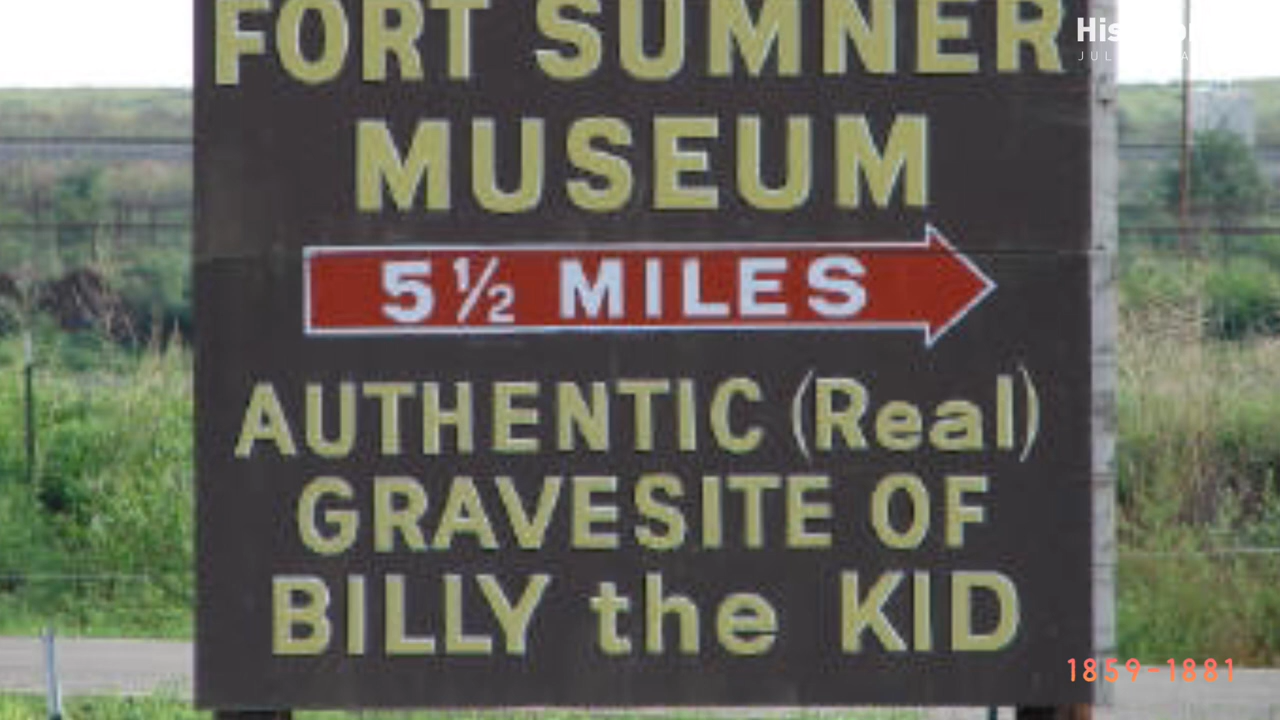 FORT SUMNER
MUSEUM
5½ MILES
AUTHENTIC (Real)
GRAVESITE OF
BILLY the KID
1859-1881